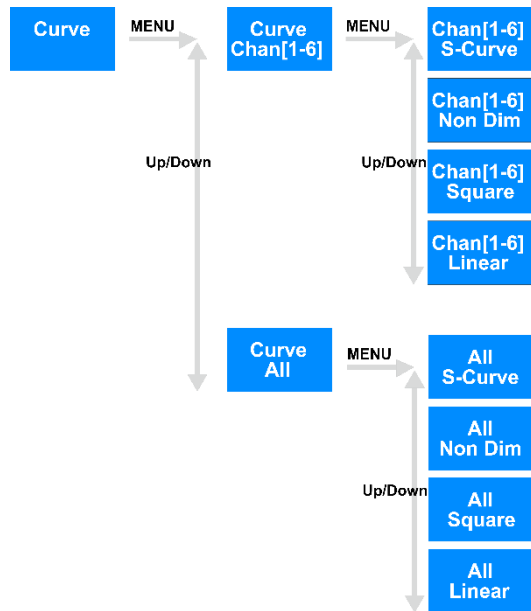 Curve
MENU
Curve
Chan[1-6]
MENU
Chan[1-6]
S-Curve
Chan[1-6]
Non Dim
Up/Down
Up/Down
Chan[1-6]
Square
Chan[1-6]
Linear
Curve
All
MENU
All
S-Curve
All
Non Dim
Up/Down
All
Square
All
Linear